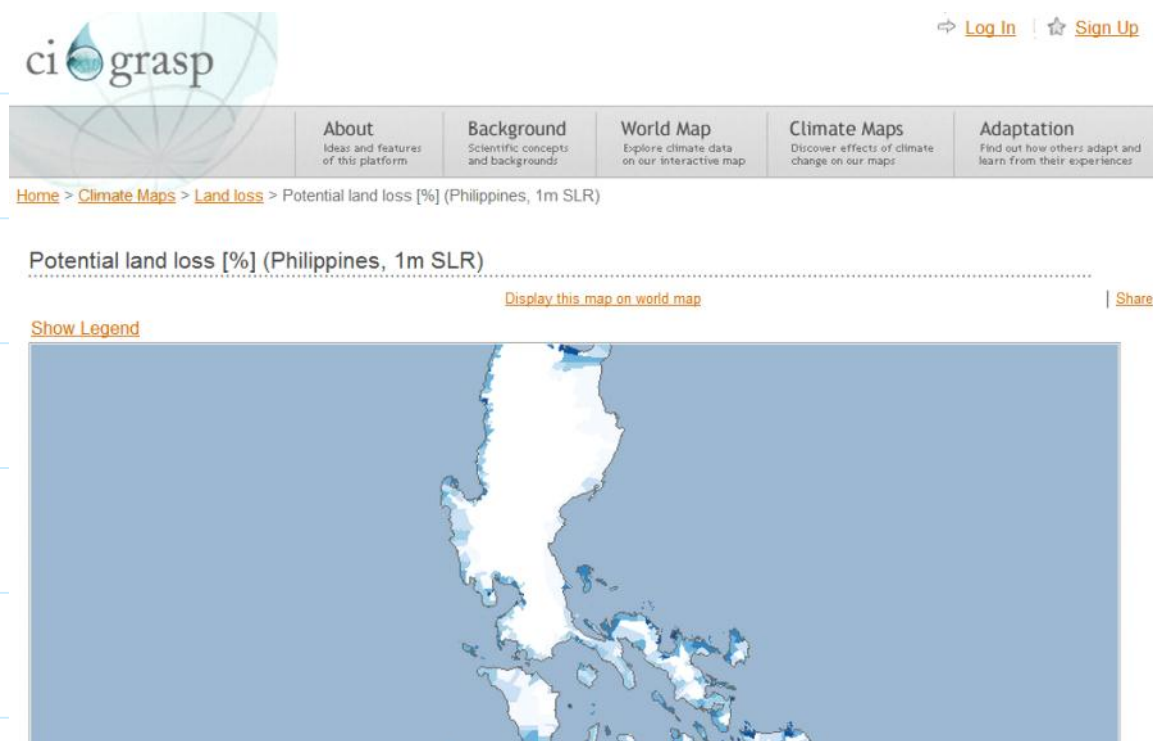 Log In | Sign Up
ci grasp
About
Ideas and features
of this platform
Background
Scientific concepts
and backgrounds
World Map
Explore climate data
on our interactive map
Climate Maps
Discover effects of climate
change on our maps
Adaptation
Find out how others adapt and
learn from their experiences
Home > Climate Maps > Land loss > Potential land loss [%] (Philippines, 1m SLR)
Potential land loss [%] (Philippines, 1m SLR)
Display this map on world map | Share
Show Legend